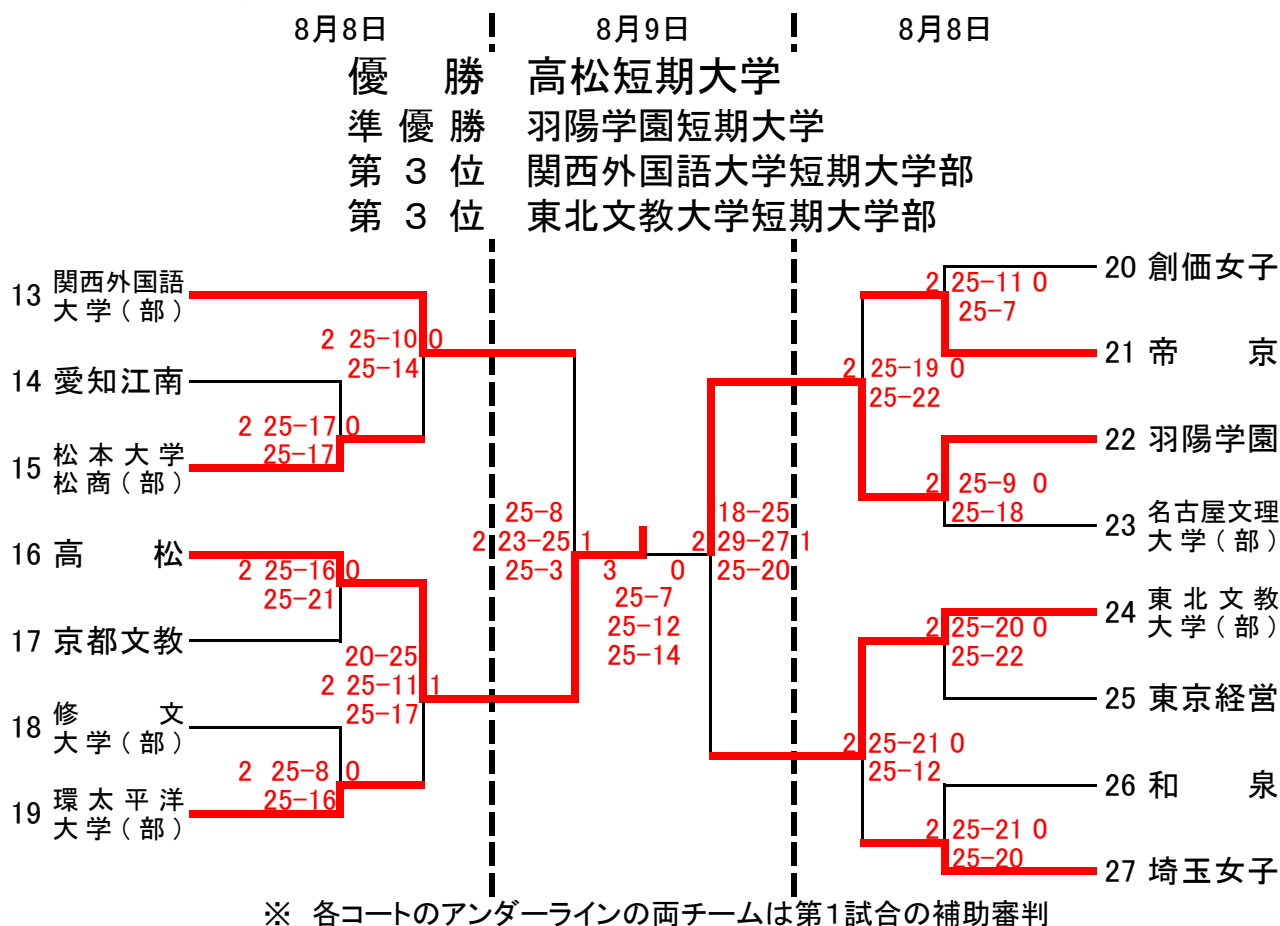 8月8日 8月9日 8月8日
優 勝 高松短期大学
準 優 勝 羽陽学園短期大学
第 3 位 関西外国語大学短期大学部
第 3 位 東北文教大学短期大学部
13 関西外国語
大学(部)
2 25-10 0
25-14
14 愛知江南
2 25-17 0
25-17
15 松本大学
松商(部)
16 高 松
2 25-16 0
25-21
17 京都文教
20-25
2 25-11 1
25-17
18 修 文
大学(部)
2 25-8 0
25-16
19 環太平洋
大学(部)
25-8
2 23-25 1
25-3
3 0
25-7
25-12
25-14
18-25
2 29-27 1
25-20
20 創価女子
2 25-11 0
25-7
21 帝 京
2 25-19 0
25-22
22 羽陽学園
2 25-9 0
25-18
23 名古屋文理
大学(部)
24 東北文教
大学(部)
2 25-20 0
25-22
25 東京経営
2 25-21 0
25-12
26 和 泉
2 25-21 0
25-20
27 埼玉女子
※ 各コートのアンダーラインの両チームは第1試合の補助審判